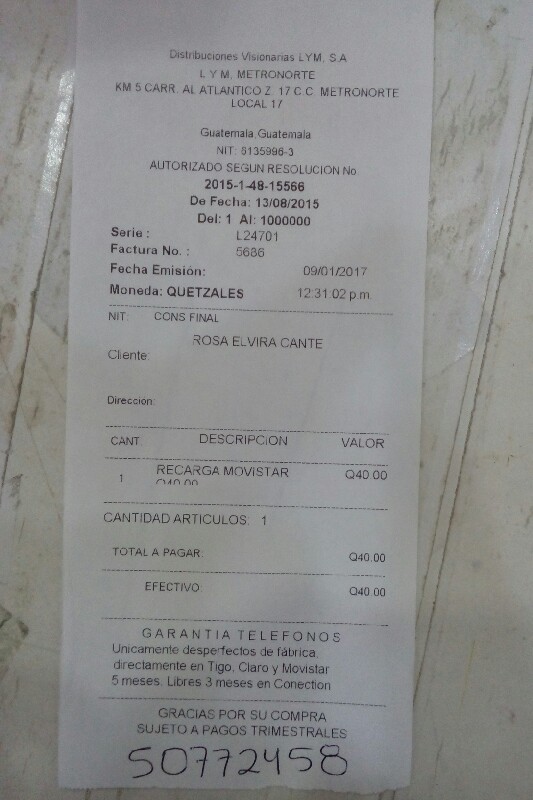 Distribuciones Visionarias LYM, S.A
L Y M, METRONORTE
KM 5 CARR. AL ATLANTICO Z. 17 C.C. METRONORTE
LOCAL 17
Guatemala,Guatemala
NIT: 6135996-3
AUTORIZADO SEGUN RESOLUCION No.
2015-1-48-15566
De Fecha: 13/08/2015
Del: 1 Al: 1000000
Serie : L24701
Factura No. : 5686
Fecha Emisión: 09/01/2017
Moneda: QUETZALES 12:31:02 p.m.
NIT: CONS FINAL
ROSA ELVIRA CANTE
Cliente:
Dirección:
CANT. DESCRIPCION VALOR
1 RECARGA MOVISTAR Q40.00
Q40.00
CANTIDAD ARTICULOS: 1
TOTAL A PAGAR: Q40.00
EFECTIVO: Q40.00
GARANTIA TELEFONOS
Unicamente desperfectos de fábrica,
directamente en Tigo, Claro y Movistar
5 meses. Libres 3 meses en Conection
GRACIAS POR SU COMPRA
SUJETO A PAGOS TRIMESTRALES
50772458